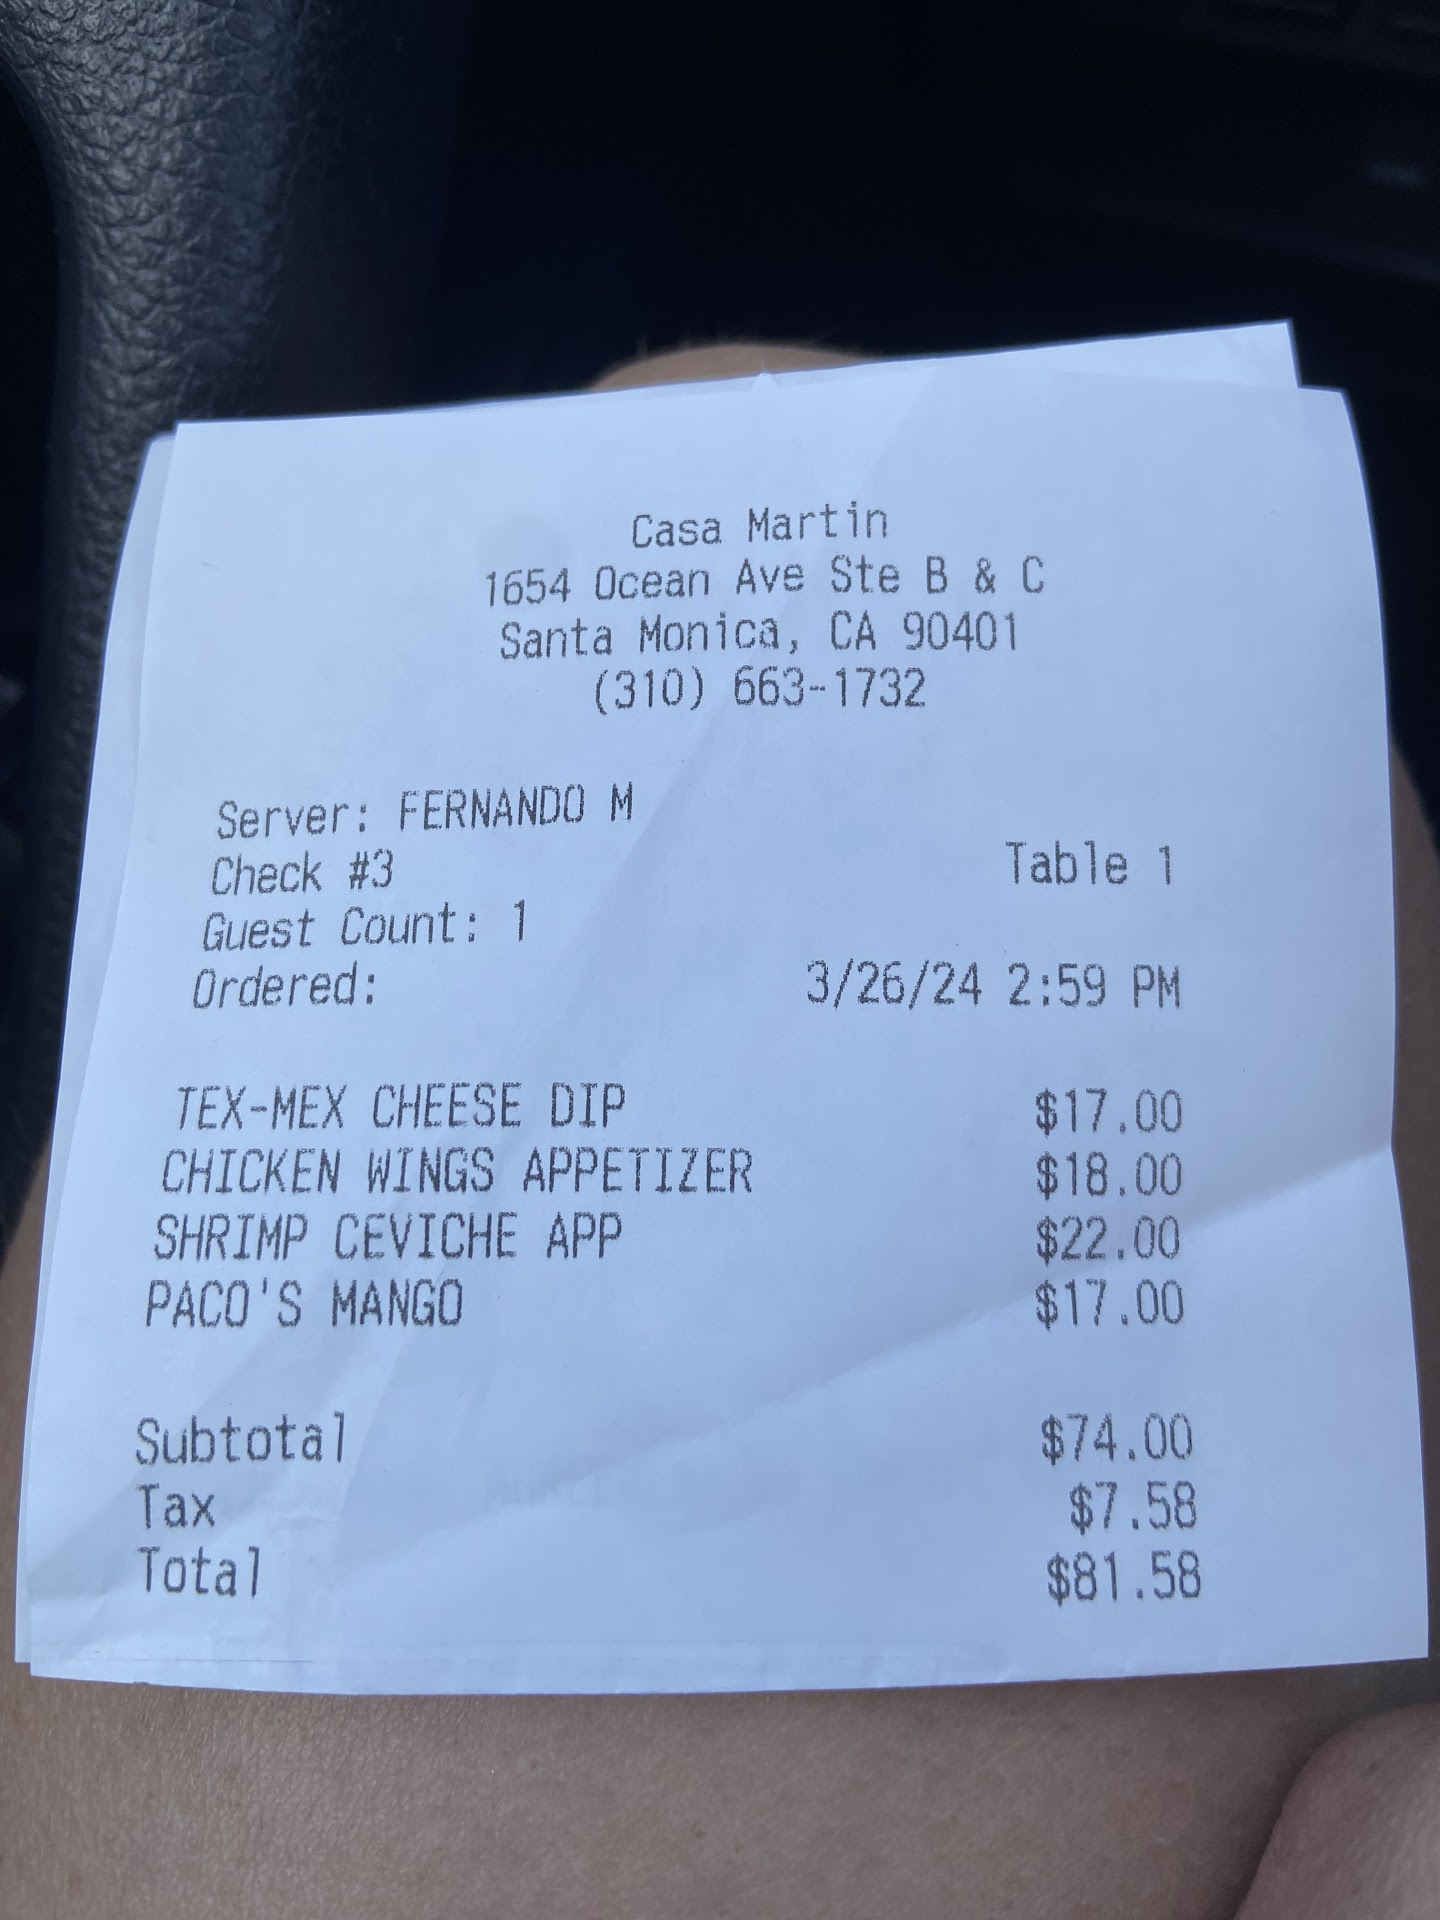 Casa Martin
1654 Ocean Ave Ste B & C
Santa Monica, CA 90401
(310) 663-1732
Server: FERNANDO M
Check #3 Table 1
Guest Count: 1
Ordered: 3/26/24 2:59 PM
TEX-MEX CHEESE DIP $17.00
CHICKEN WINGS APPETIZER $18.00
SHRIMP CEVICHE APP $22.00
PACO'S MANGO $17.00
Subtotal $74.00
Tax $7.58
Total $81.58